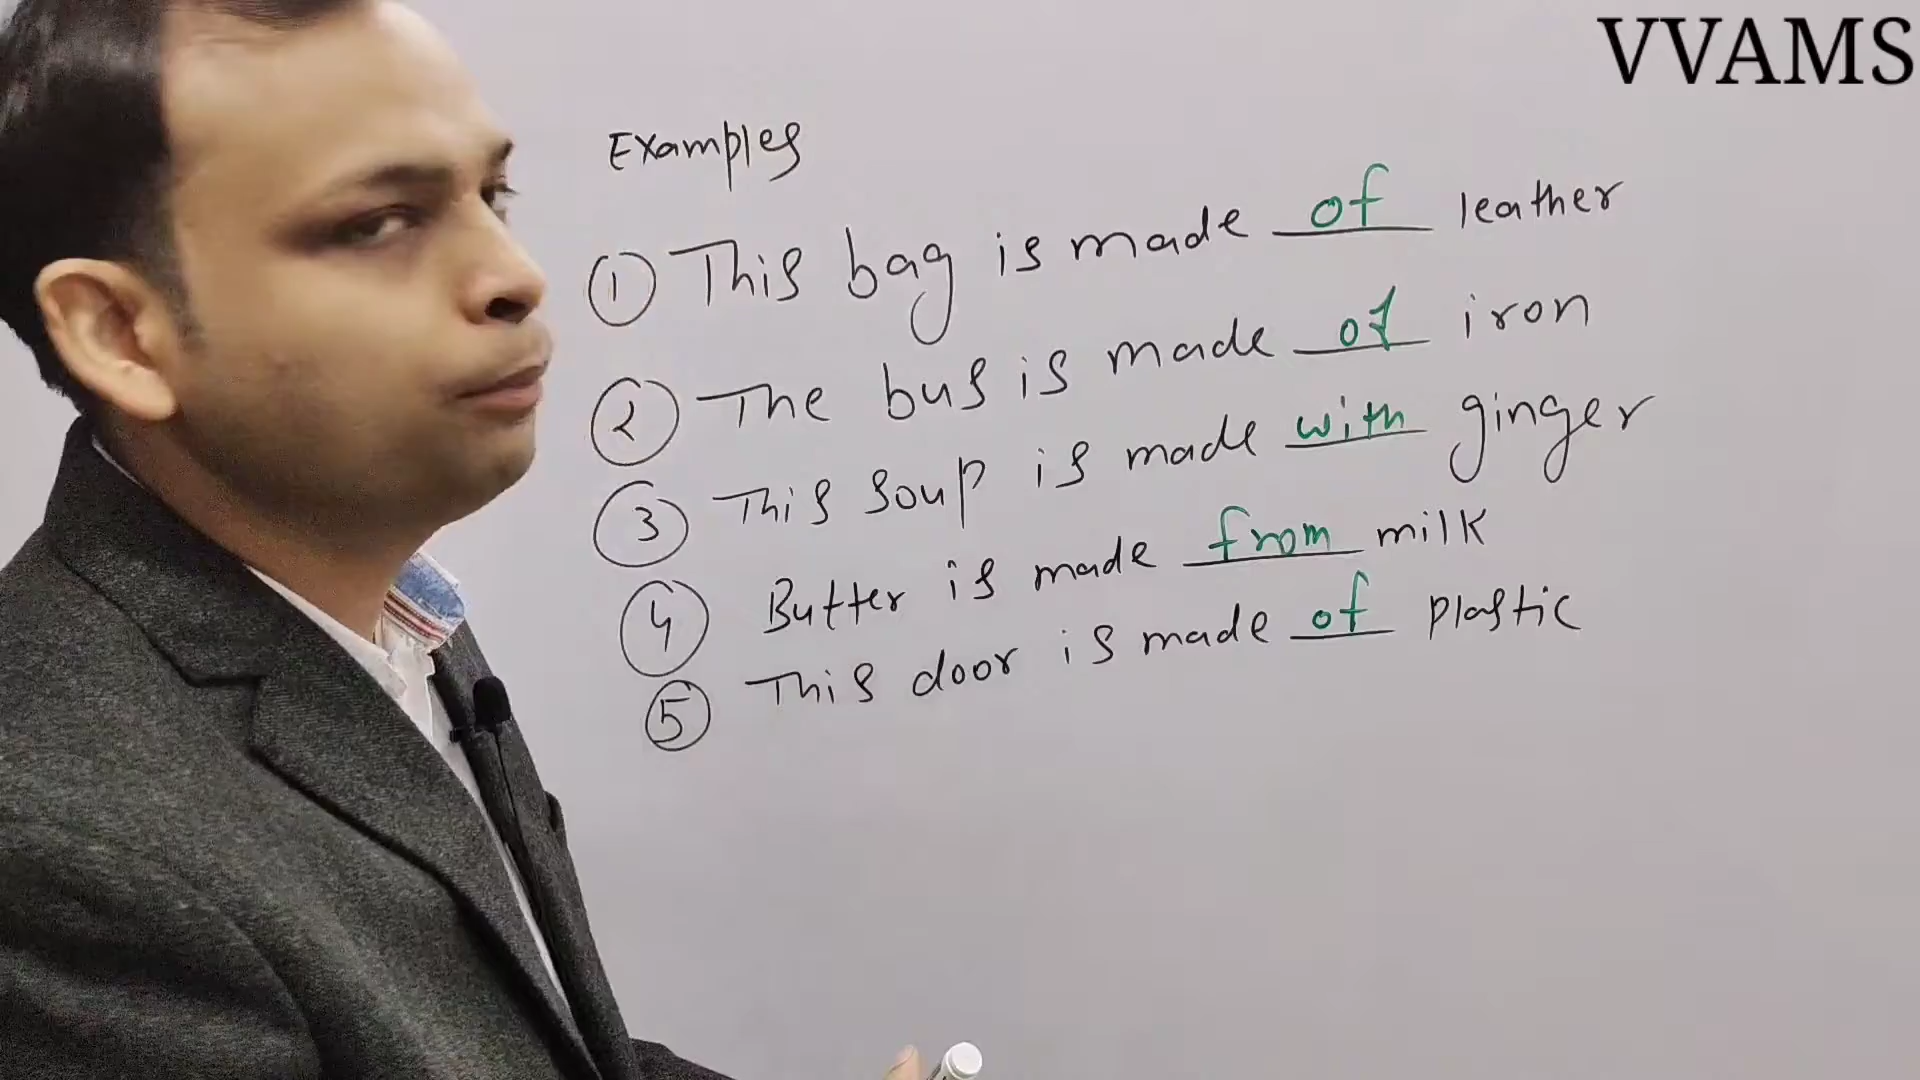 VVAMS
Examples
① This bag is made of leather
② The bus is made of iron
③ This soup is made with ginger
④ Butter is made from milk
⑤ This door is made of plastic